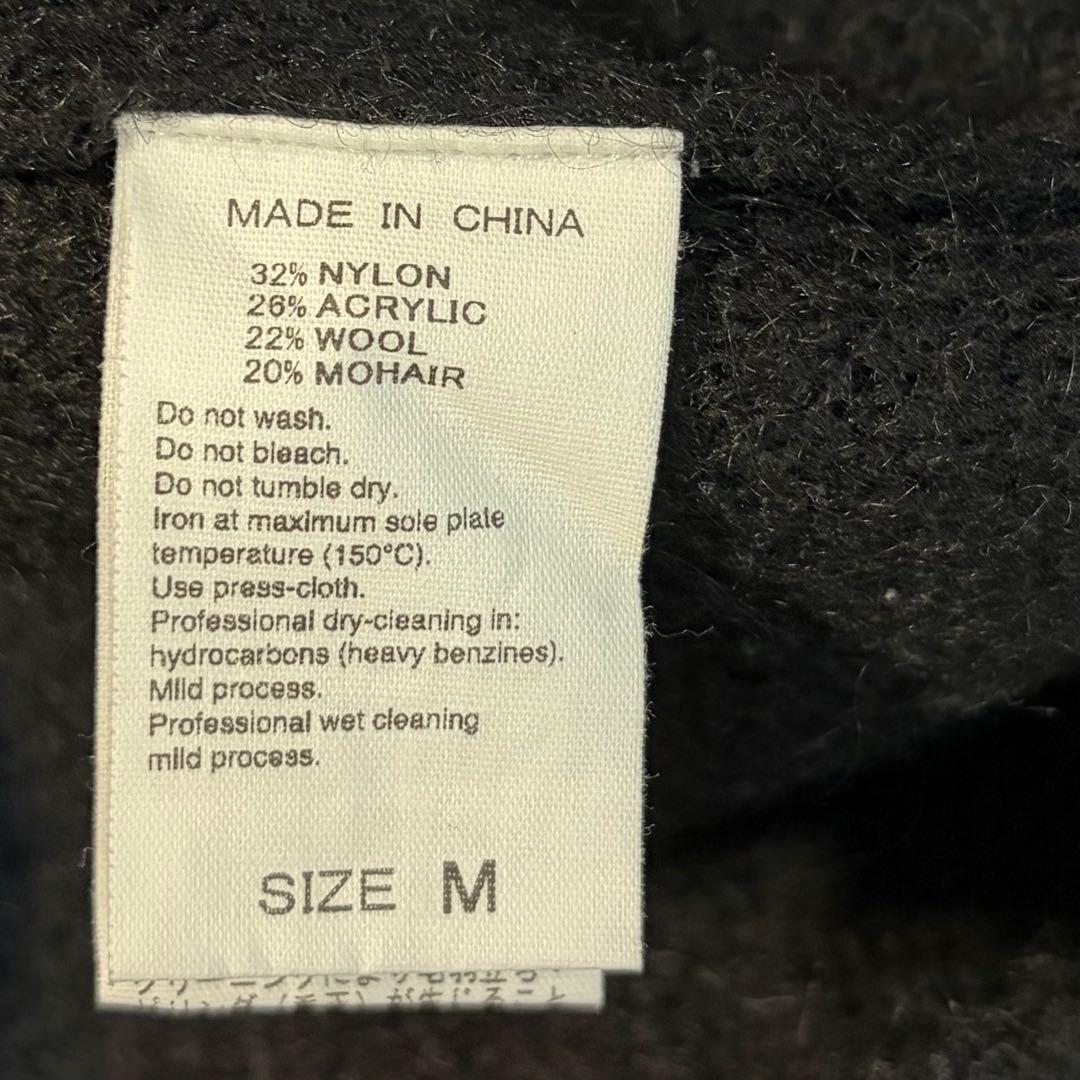 MADE IN CHINA
32% NYLON
26% ACRYLIC
22% WOOL
20% MOHAIR
Do not wash.
Do not bleach.
Do not tumble dry.
Iron at maximum sole plate
temperature (150°C).
Use press-cloth.
Professional dry-cleaning in:
hydrocarbons (heavy benzines).
Mild process.
Professional wet cleaning
mild process.
SIZE M